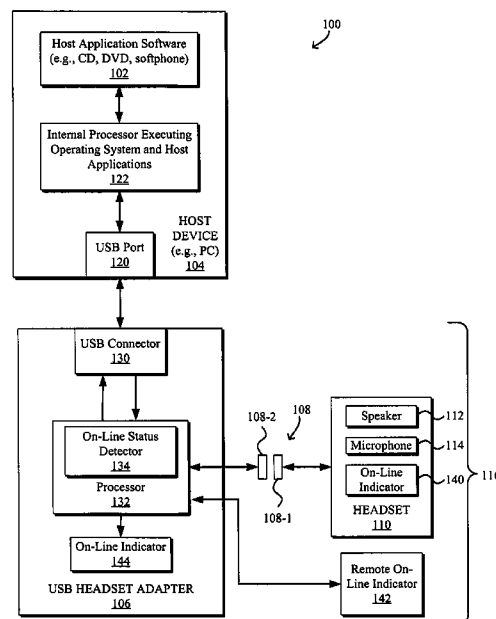 100
Host Application Software
(e.g., CD, DVD, softphone)
102
Internal Processor Executing
Operating System and Host
Applications
122
HOST
DEVICE
(e.g., PC)
104
USB Port
120
USB Connector
130
On-Line Status
Detector
134
Processor
132
On-Line Indicator
144
USB HEADSET ADAPTER
106
108-2
108
108-1
Speaker
112
Microphone
114
On-Line
Indicator
140
HEADSET
110
116
Remote On-
Line Indicator
142